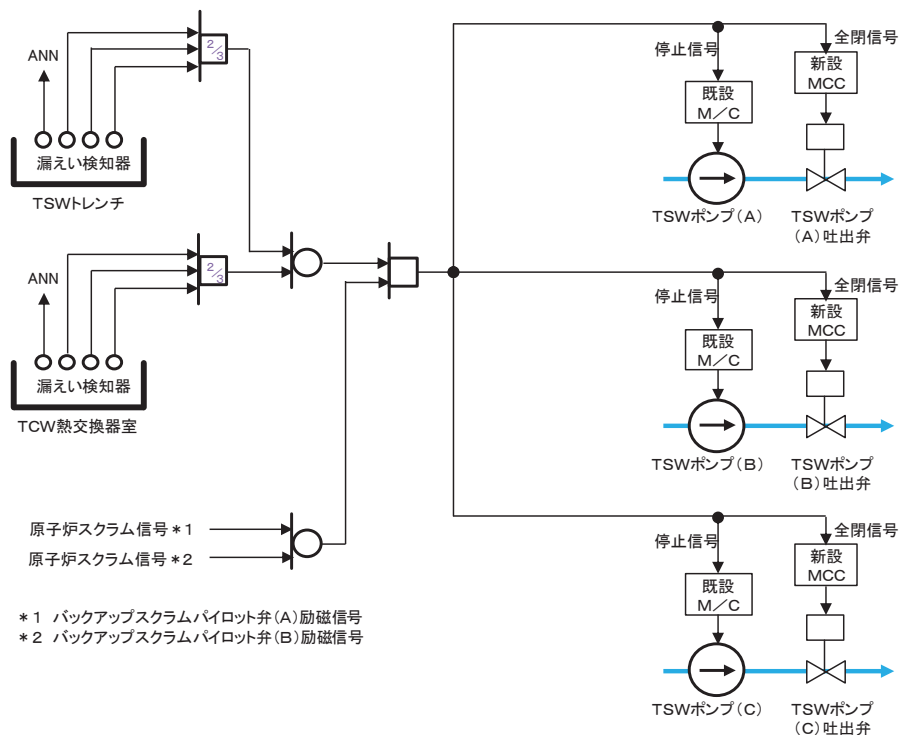 ANN
2/3
漏えい検知器
TSWトレンチ
ANN
2/3
漏えい検知器
TCW熱交換器室
原子炉スクラム信号*1
原子炉スクラム信号*2
*1 バックアップスクラムパイロット弁(A)励磁信号
*2 バックアップスクラムパイロット弁(B)励磁信号
停止信号
全閉信号
既設
M/C
新設
MCC
TSWポンプ(A)
TSWポンプ
(A)吐出弁
停止信号
全閉信号
既設
M/C
新設
MCC
TSWポンプ(B)
TSWポンプ
(B)吐出弁
停止信号
全閉信号
既設
M/C
新設
MCC
TSWポンプ(C)
TSWポンプ
(C)吐出弁